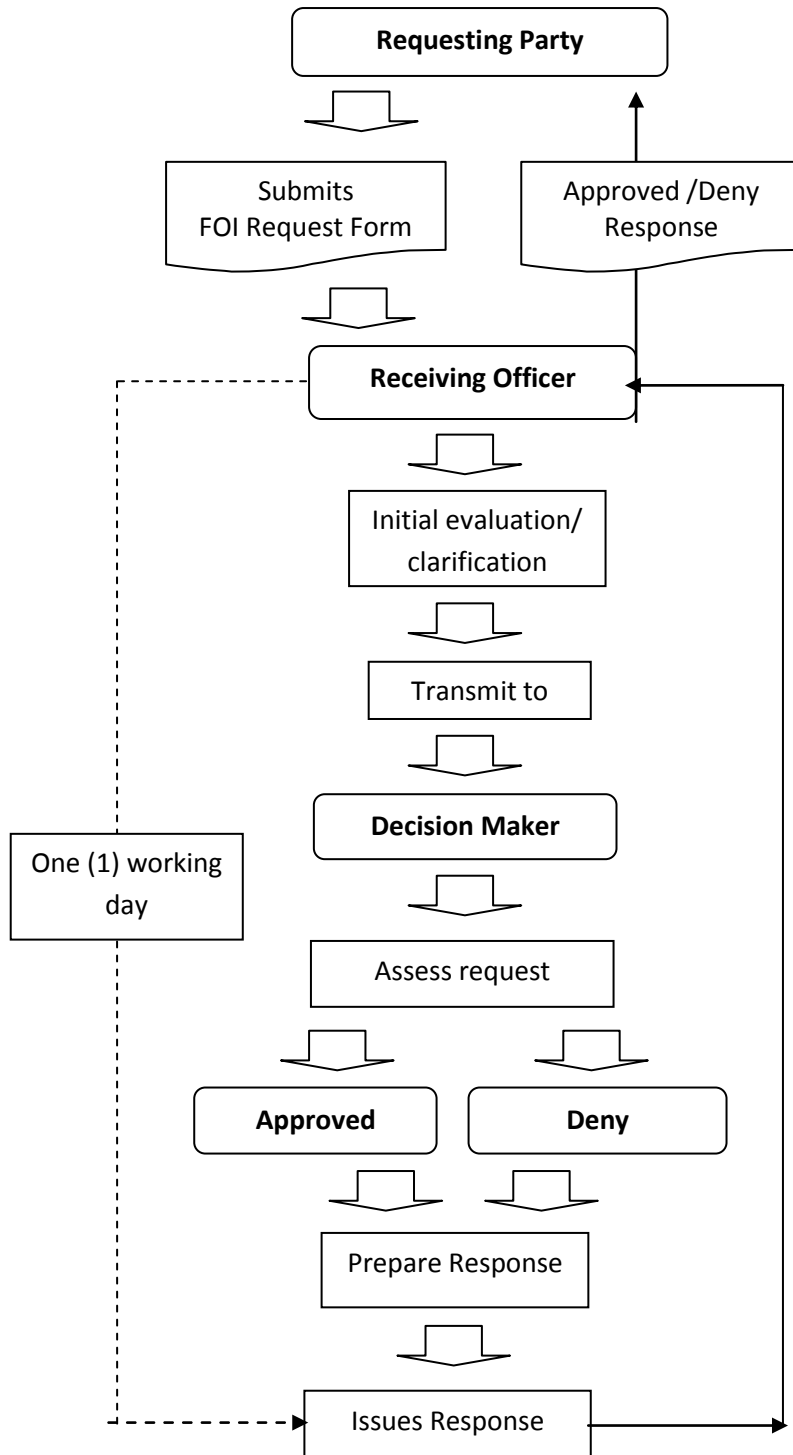 Requesting Party
Submits
FOI Request Form
Approved /Deny
Response
Receiving Officer
Initial evaluation/
clarification
Transmit to
Decision Maker
One (1) working
day
Assess request
Approved
Deny
Prepare Response
Issues Response